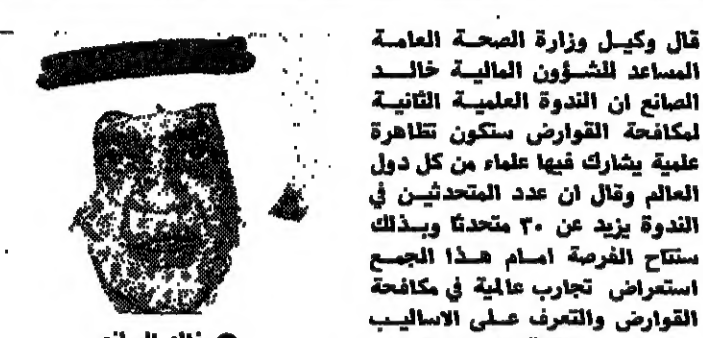 قال وكيل وزارة الصحة العامة
المساعد للشؤون المالية خالد
الصانع ان الندوة العلمية الثانية
لمكافحة القوارض ستكون تظاهرة
علمية يشارك فيها علماء من كل دول
العالم وقال ان عدد المتحدثين في
الندوة يزيد عن ٣٠ متحدثا وبذلك
ستتاح الفرصة امام هذا الجمع
استعراض تجارب عالمية في مكافحة
القوارض والتعرف على الاساليب